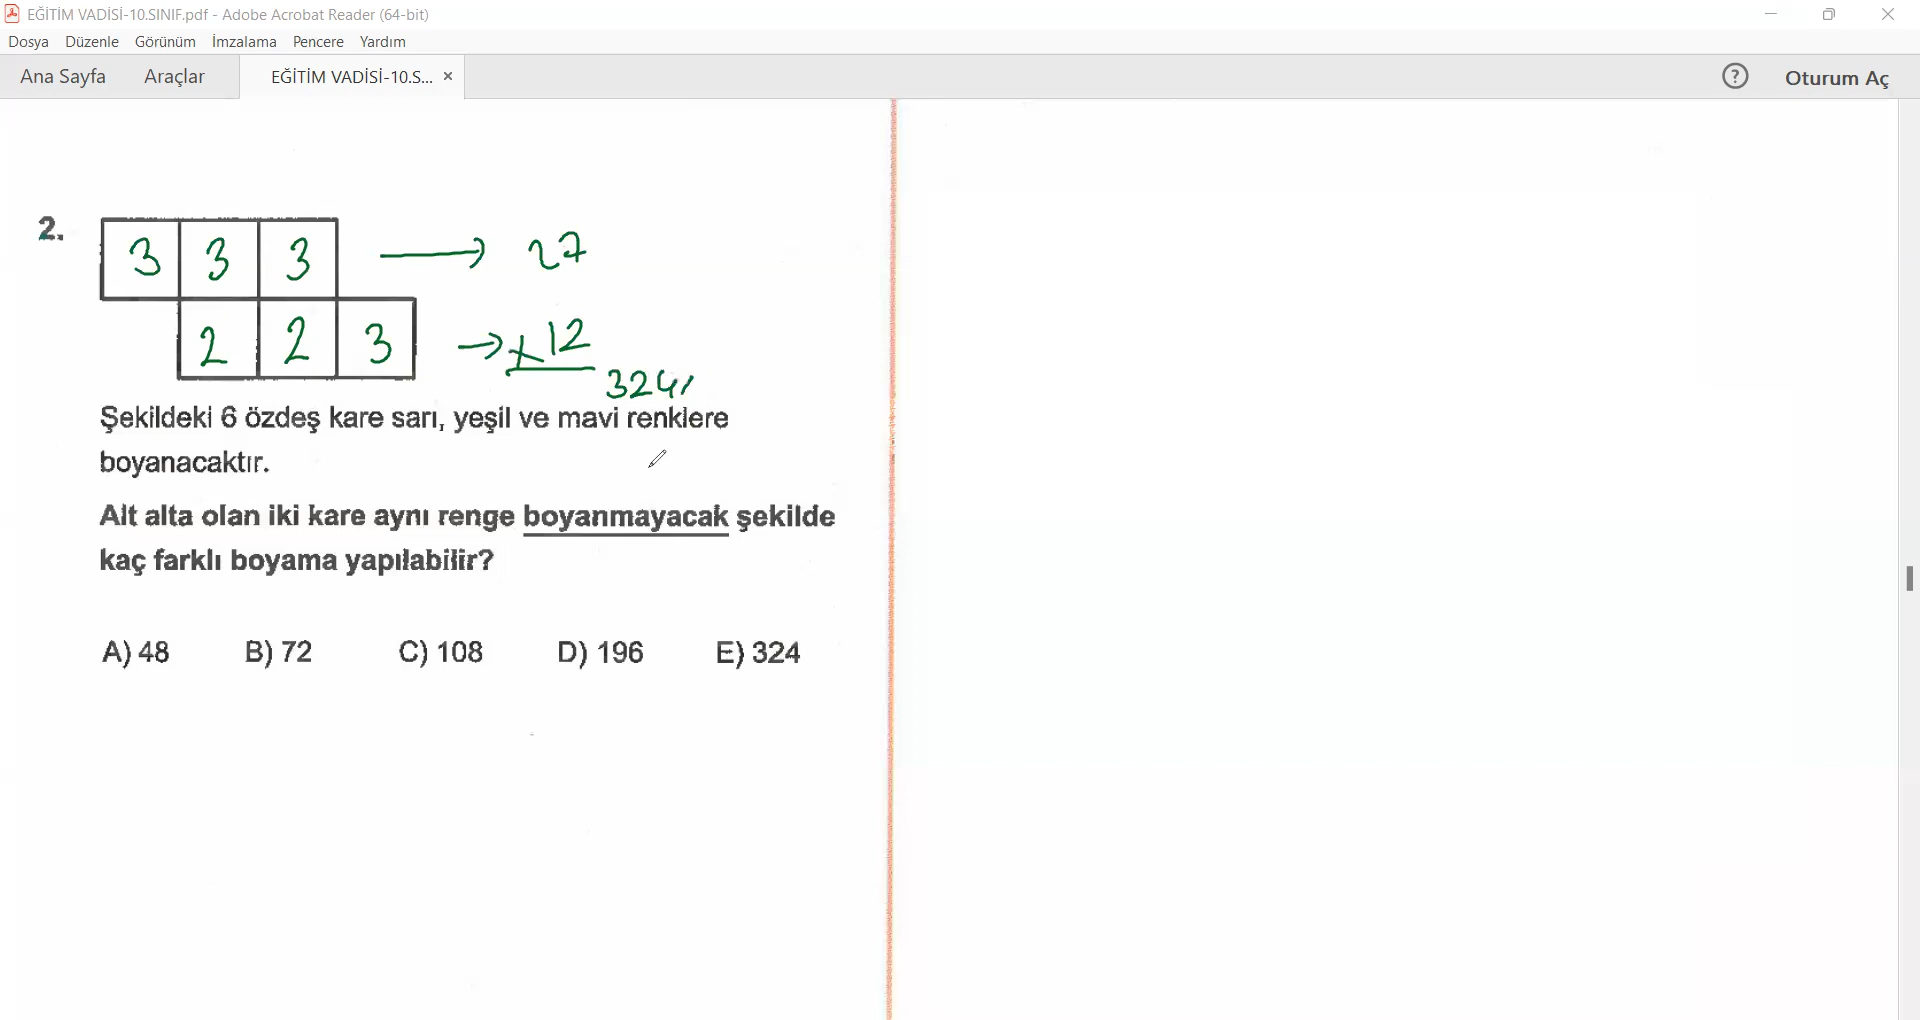 EĞİTİM VADİSİ-10.SINIF.pdf - Adobe Acrobat Reader (64-bit)
Dosya Düzenle Görünüm İmzalama Pencere Yardım
Ana Sayfa Araçlar EĞİTİM VADİSİ-10.S... × ? Oturum Aç
2.
3 3 3 → 27
2 2 3 → x 12
324
Şekildeki 6 özdeş kare sarı, yeşil ve mavi renklere
boyanacaktır.
Alt alta olan iki kare aynı renge boyanmayacak şekilde
kaç farklı boyama yapılabilir?
A) 48 B) 72 C) 108 D) 196 E) 324